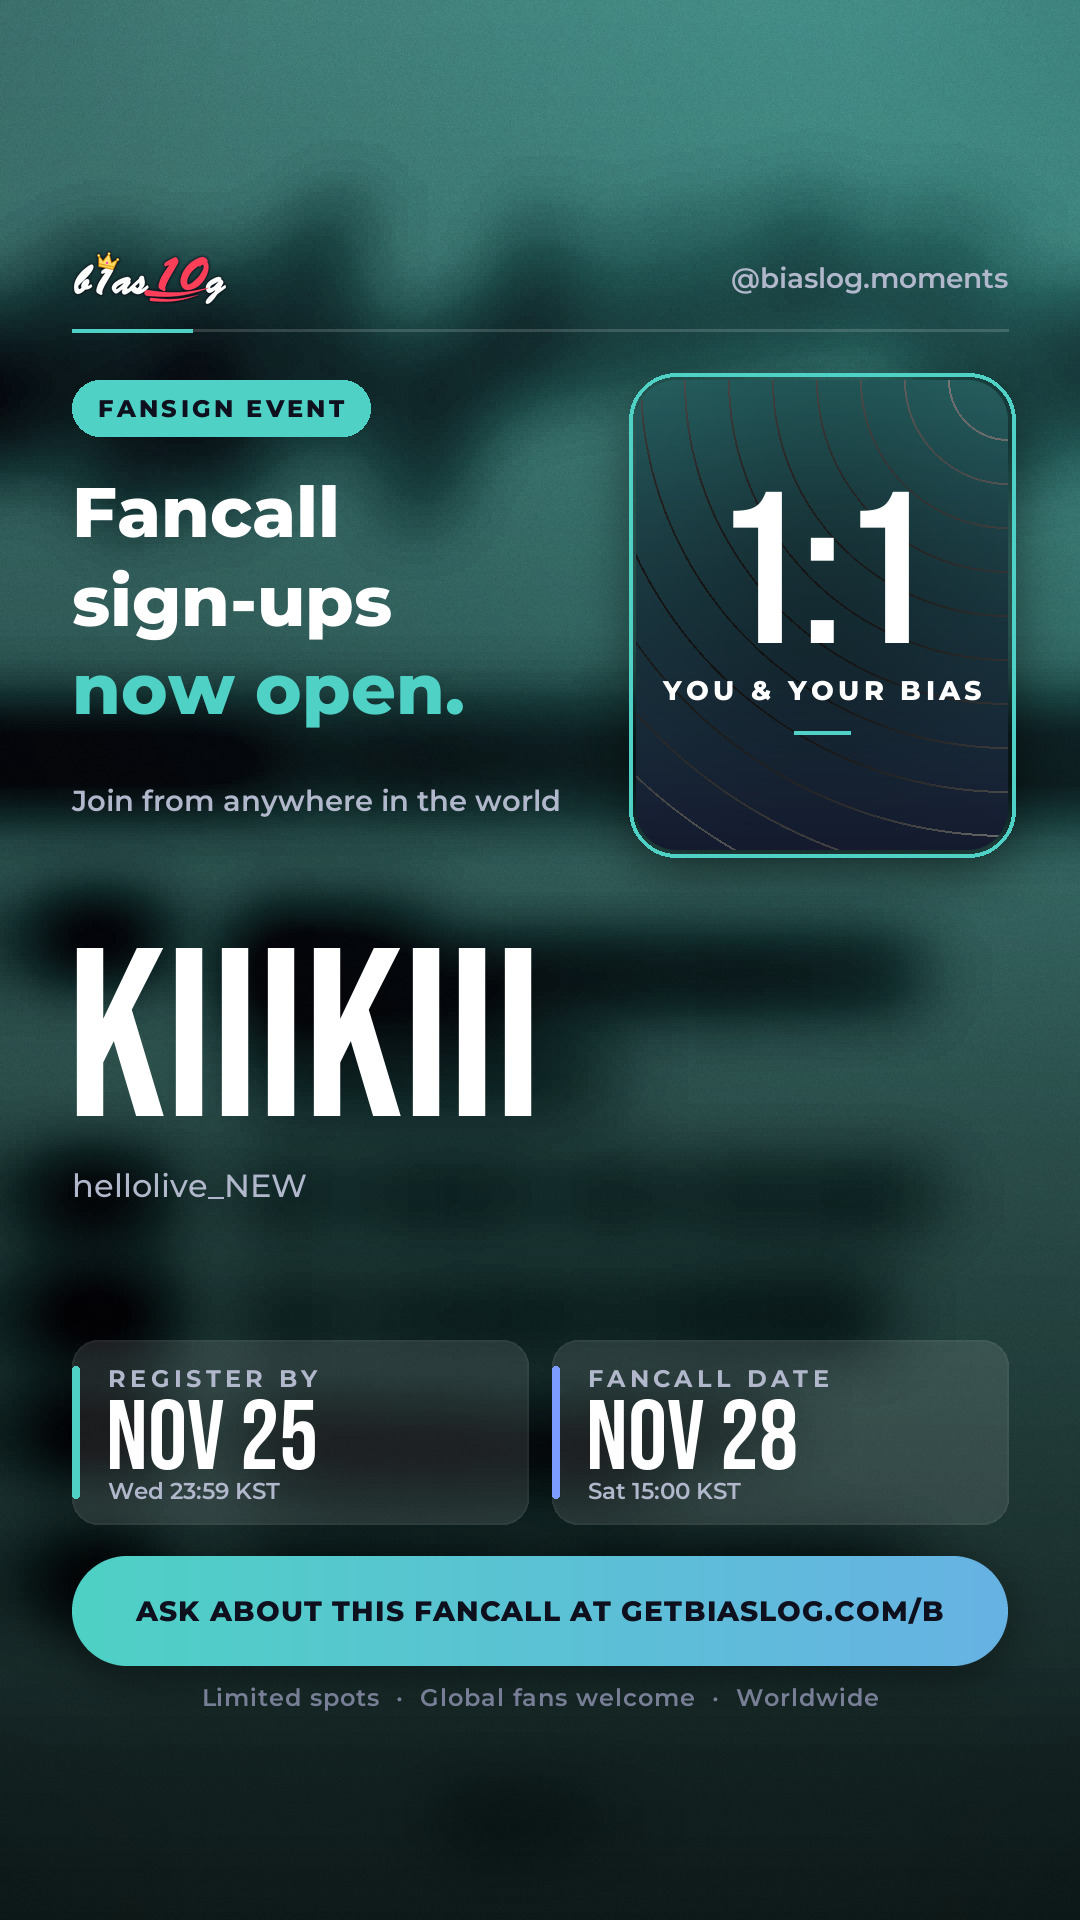 b1as10g
@biaslog.moments
FANSIGN EVENT
Fancall
sign-ups
now open.
Join from anywhere in the world
1:1
YOU & YOUR BIAS
KIIIKIII
hellolive_NEW
REGISTER BY
NOV 25
Wed 23:59 KST
FANCALL DATE
NOV 28
Sat 15:00 KST
ASK ABOUT THIS FANCALL AT GETBIASLOG.COM/B
Limited spots · Global fans welcome · Worldwide